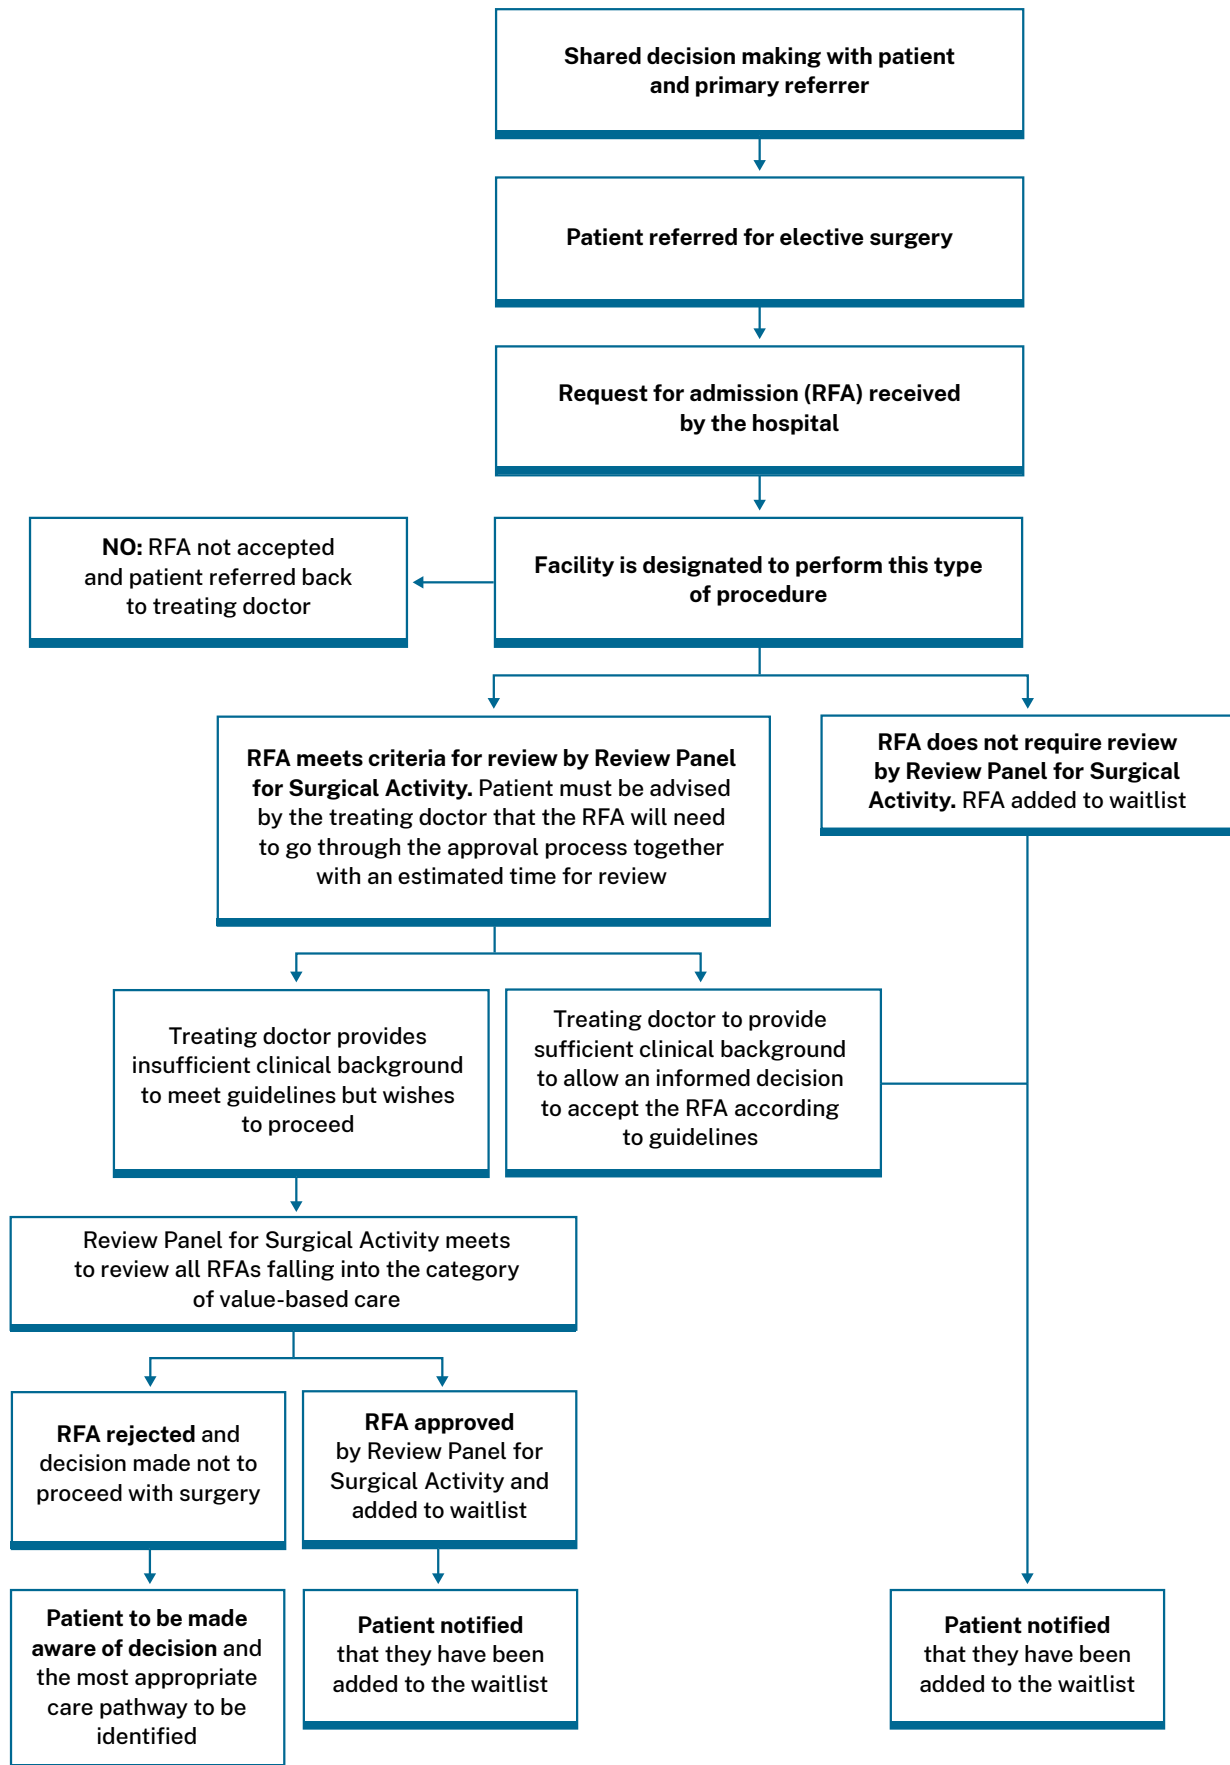 Shared decision making with patient
and primary referrer
Patient referred for elective surgery
Request for admission (RFA) received
by the hospital
NO: RFA not accepted
and patient referred back
to treating doctor
Facility is designated to perform this type
of procedure
RFA meets criteria for review by Review Panel
for Surgical Activity. Patient must be advised
by the treating doctor that the RFA will need
to go through the approval process together
with an estimated time for review
RFA does not require review
by Review Panel for Surgical
Activity. RFA added to waitlist
Treating doctor provides
insufficient clinical background
to meet guidelines but wishes
to proceed
Treating doctor to provide
sufficient clinical background
to allow an informed decision
to accept the RFA according
to guidelines
Review Panel for Surgical Activity meets
to review all RFAs falling into the category
of value-based care
RFA rejected and
decision made not to
proceed with surgery
RFA approved
by Review Panel for
Surgical Activity and
added to waitlist
Patient to be made
aware of decision and
the most appropriate
care pathway to be
identified
Patient notified
that they have been
added to the waitlist
Patient notified
that they have been
added to the waitlist